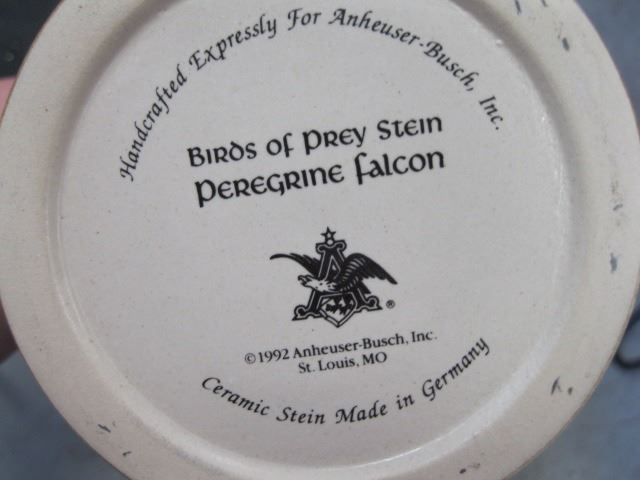 Handcrafted Expressly For Anheuser-Busch, Inc.
Birds of Prey Stein
Peregrine Falcon
A
®
©1992 Anheuser-Busch, Inc.
St. Louis, MO
Ceramic Stein Made in Germany